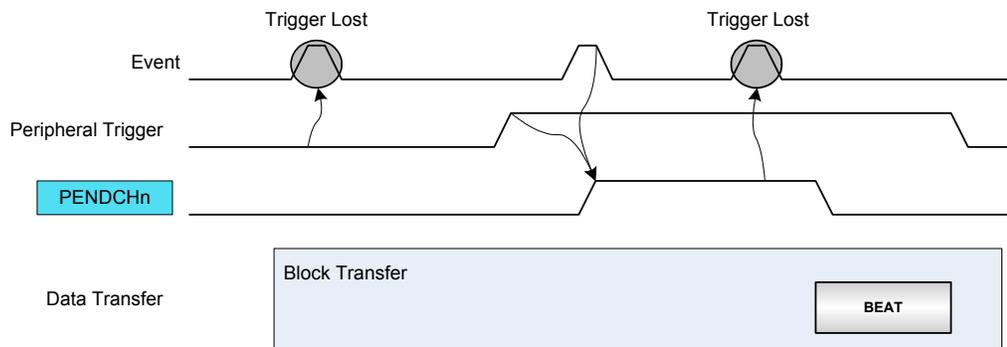 Trigger Lost
Trigger Lost
Event
Peripheral Trigger
PENDCHn
Block Transfer
Data Transfer
BEAT